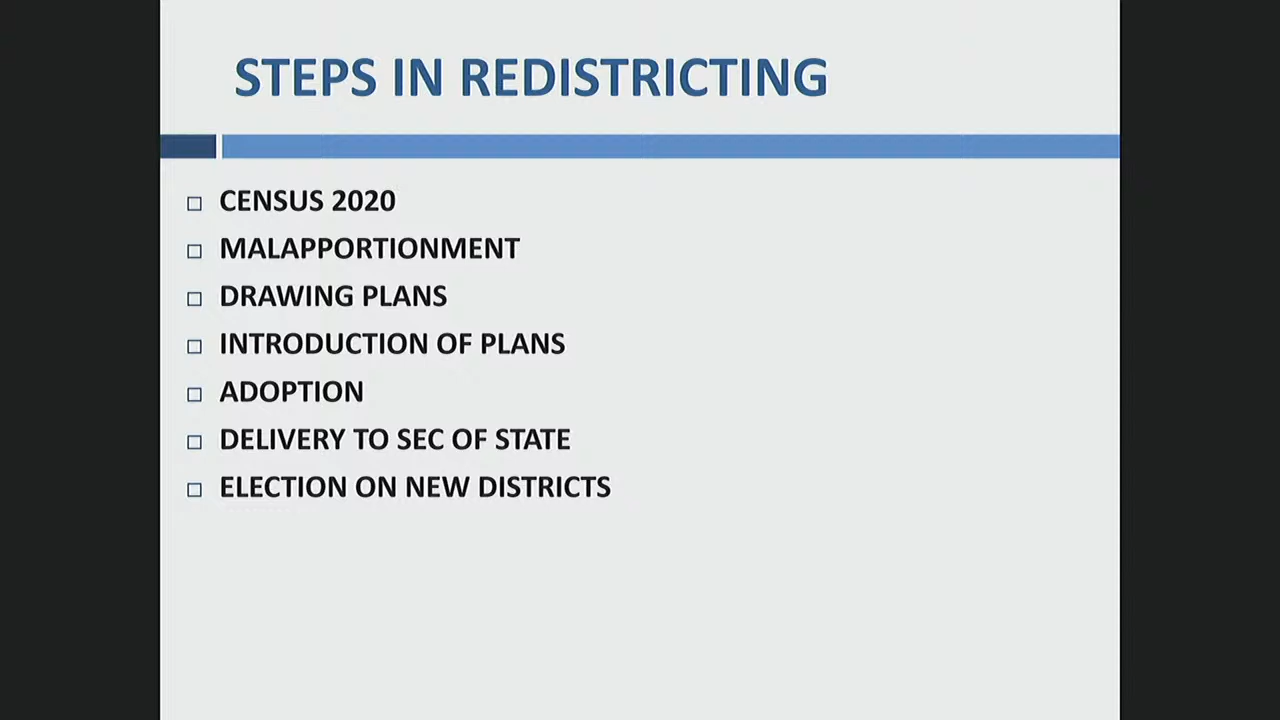 STEPS IN REDISTRICTING
CENSUS 2020
MALAPPORTIONMENT
DRAWING PLANS
INTRODUCTION OF PLANS
ADOPTION
DELIVERY TO SEC OF STATE
ELECTION ON NEW DISTRICTS